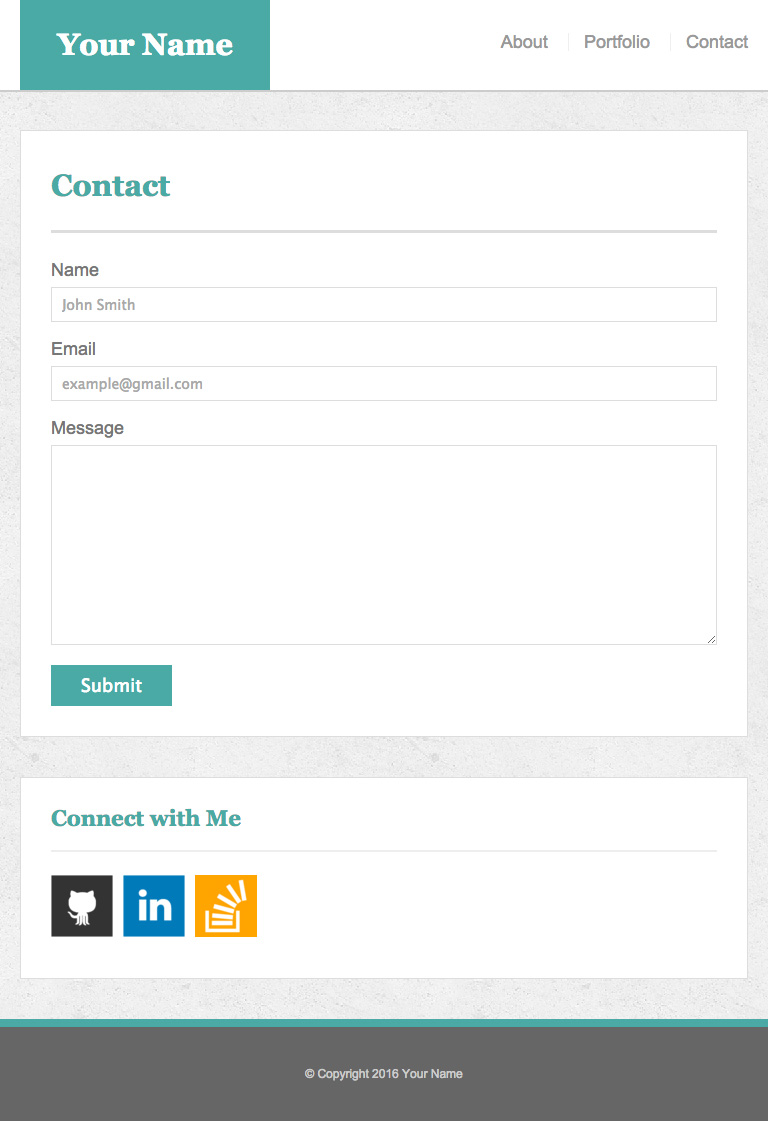 Your Name
About Portfolio Contact
Contact
Name
John Smith
Email
example@gmail.com
Message
Submit
Connect with Me
in
© Copyright 2016 Your Name